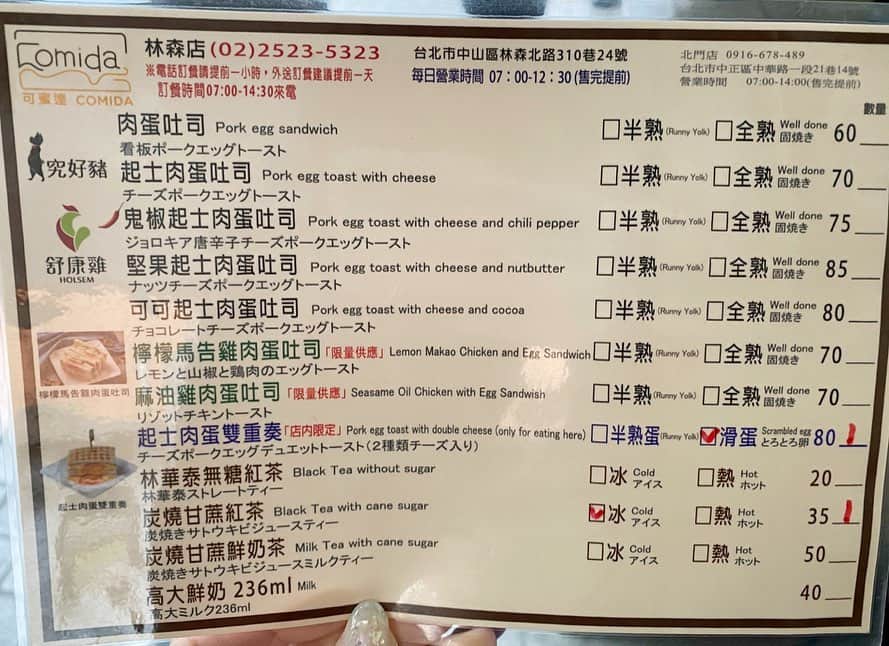 Comida
可蜜達 COMIDA
林森店(02)2523-5323
※電話訂餐請提前一小時，外送訂餐建議提前一天
訂餐時間07:00-14:30來電
台北市中山區林森北路310巷24號
每日營業時間 07：00-12：30 (售完提前)
北門店 0916-678-489
台北市中正區中華路一段21巷14號
營業時間 07:00-14:00(售完提前)
數量
肉蛋吐司 Pork egg sandwich □半熟(Runny Yolk) □全熟 Well done 固焼き 60
看板ポークエッグトースト
究好豬
起士肉蛋吐司 Pork egg toast with cheese □半熟(Runny Yolk) □全熟 Well done 固焼き 70
チーズポークエッグトースト
鬼椒起士肉蛋吐司 Pork egg toast with cheese and chili pepper □半熟(Runny Yolk) □全熟 Well done 固焼き 75
ジョロキア唐辛子チーズポークエッグトースト
舒康雞
HOLSEM
堅果起士肉蛋吐司 Pork egg toast with cheese and nutbutter □半熟(Runny Yolk) □全熟 Well done 固焼き 85
ナッツチーズポークエッグトースト
可可起士肉蛋吐司 Pork egg toast with cheese and cocoa □半熟(Runny Yolk) □全熟 Well done 固焼き 80
チョコレートチーズポークエッグトースト
檸檬馬告雞肉蛋吐司「限量供應」 Lemon Makao Chicken and Egg Sandwich □半熟(Runny Yolk) □全熟 Well done 固焼き 70
レモンと山椒と鶏肉のエッグトースト
檸檬馬告雞肉蛋吐司
麻油雞肉蛋吐司「限量供應」 Seasame Oil Chicken with Egg Sandwish □半熟(Runny Yolk) □全熟 Well done 固焼き 70
リゾットチキントースト
起士肉蛋雙重奏「店内限定」 Pork egg toast with double cheese (only for eating here) □半熟蛋(Runny Yolk) ☑滑蛋 Scrambled egg とろとろ卵 80 1
チーズポークエッグデュエットトースト(２種類チーズ入り)
起士肉蛋雙重奏
林華泰無糖紅茶 Black Tea without sugar □冰 Cold アイス □熱 Hot ホット 20
林華泰ストレートティー
炭燒甘蔗紅茶 Black Tea with cane sugar ☑冰 Cold アイス □熱 Hot ホット 35 1
炭焼きサトウキビジュースティー
炭燒甘蔗鮮奶茶 Milk Tea with cane sugar □冰 Cold アイス □熱 Hot ホット 50
炭焼きサトウキビジュースミルクティー
高大鮮奶 236ml Milk 40
高大ミルク236ml